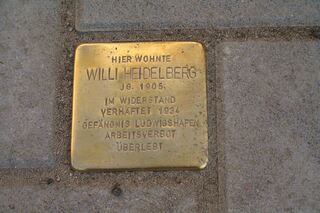 HIER WOHNTE
WILLI HEIDELBERG
JG. 1905
IM WIDERSTAND
VERHAFTET 1934
GEFÄNGNIS LUDWIGSHAFEN
ARBEITSVERBOT
ÜBERLEBT